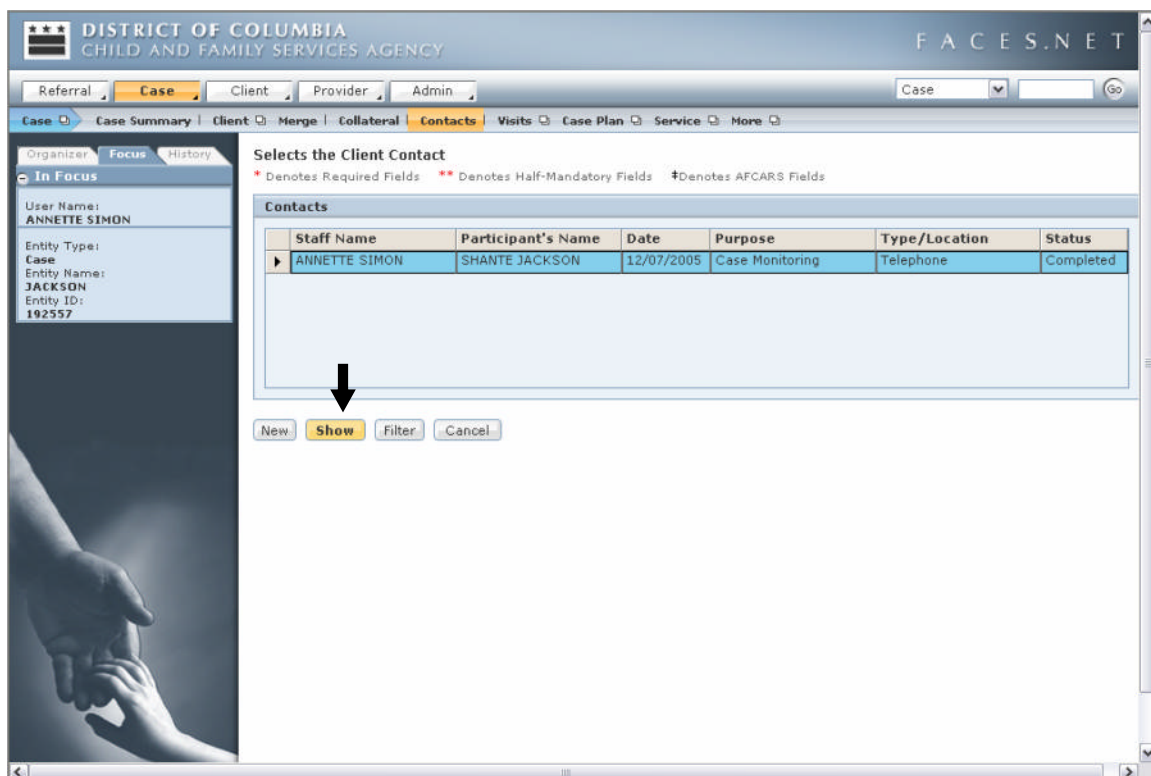 DISTRICT OF COLUMBIA
CHILD AND FAMILY SERVICES AGENCY
FACES.NET
Referral Case Client Provider Admin Case Go
Case Case Summary | Client Merge | Collateral | Contacts | Visits Case Plan Service More
Organizer Focus History
In Focus
User Name:
ANNETTE SIMON
Entity Type:
Case
Entity Name:
JACKSON
Entity ID:
192557
Selects the Client Contact
* Denotes Required Fields ** Denotes Half-Mandatory Fields ‡Denotes AFCARS Fields
Contacts
Staff Name Participant's Name Date Purpose Type/Location Status
ANNETTE SIMON SHANTE JACKSON 12/07/2005 Case Monitoring Telephone Completed
New Show Filter Cancel